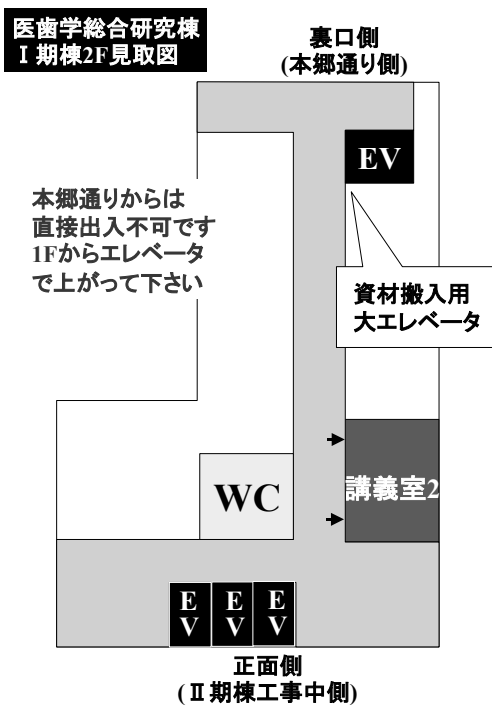 医歯学総合研究棟
Ⅰ期棟2F見取図
裏口側
(本郷通り側)
EV
本郷通りからは
直接出入不可です
1Fからエレベータ
で上がって下さい
資材搬入用
大エレベータ
講義室2
WC
EV
EV
EV
正面側
(Ⅱ期棟工事中側)